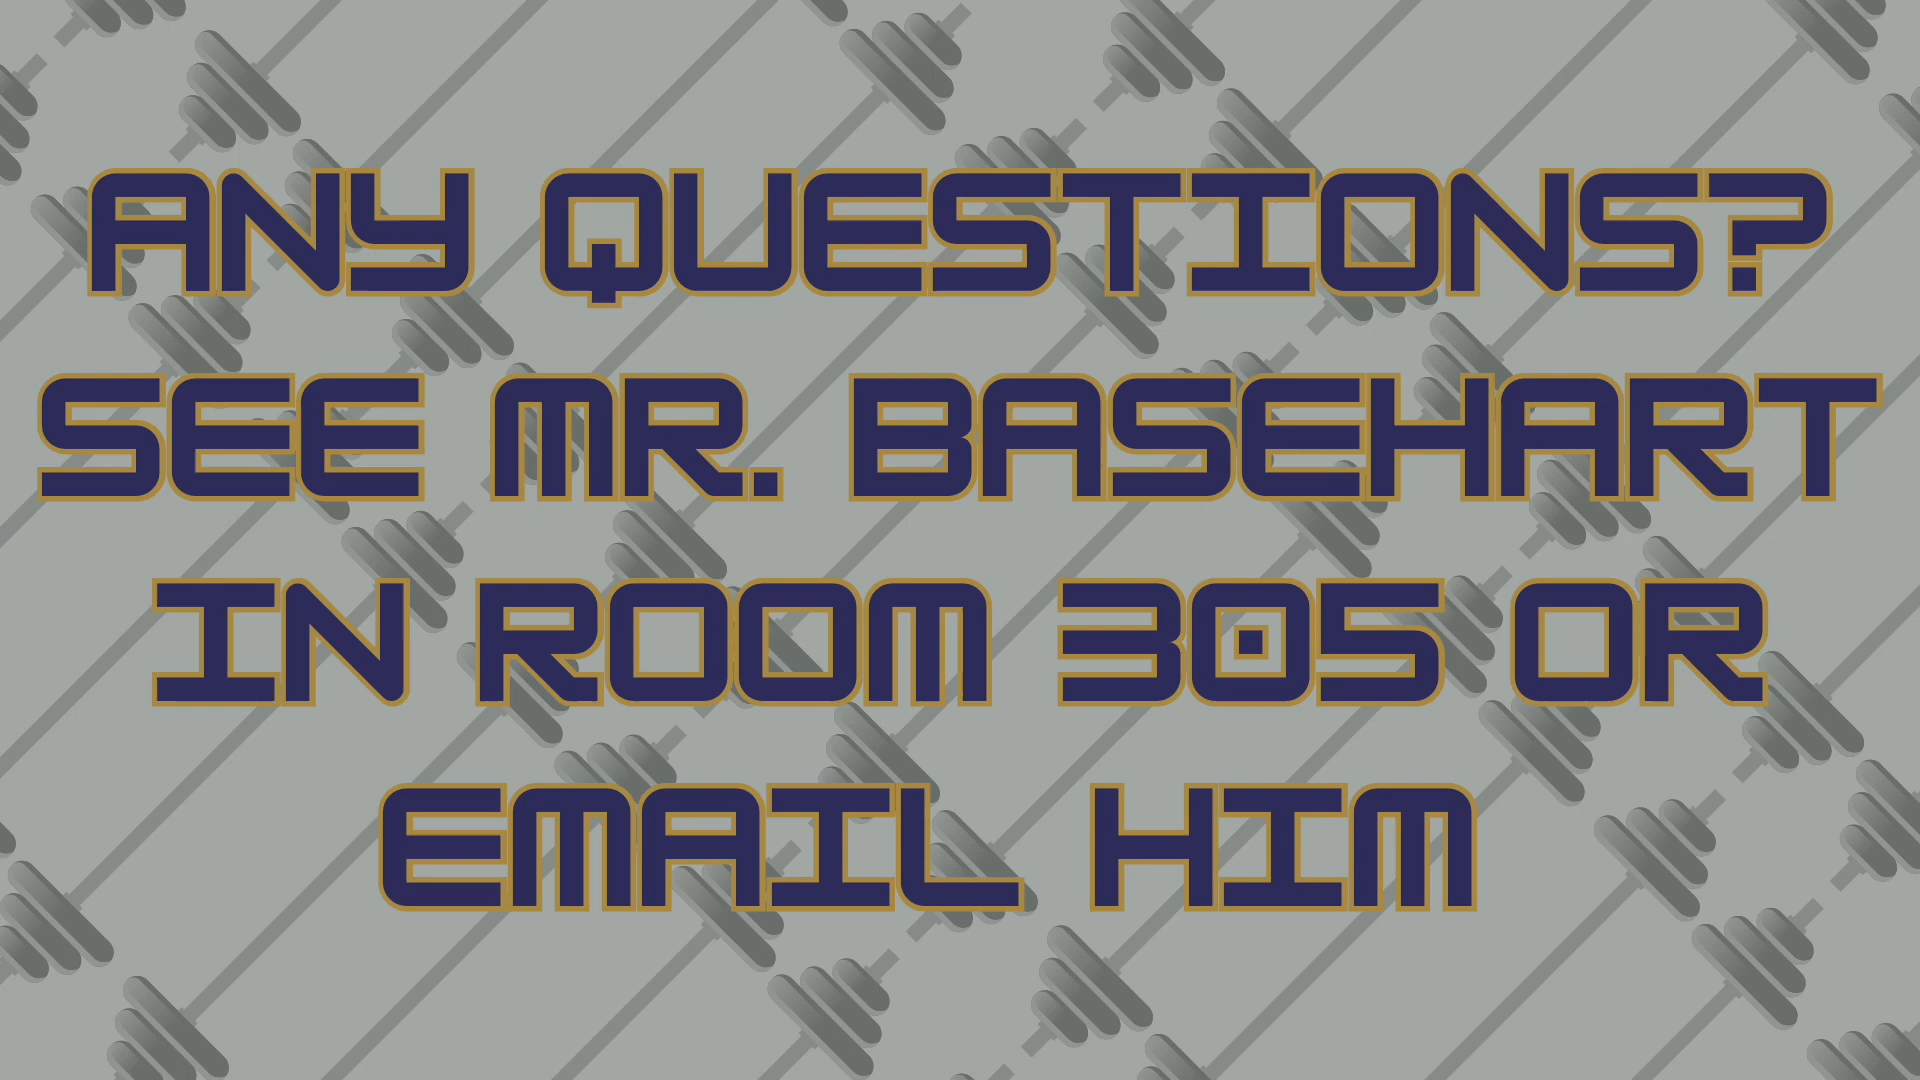 ANY QUESTIONS?
SEE MR. BASEHART
IN ROOM 305 OR
EMAIL HIM